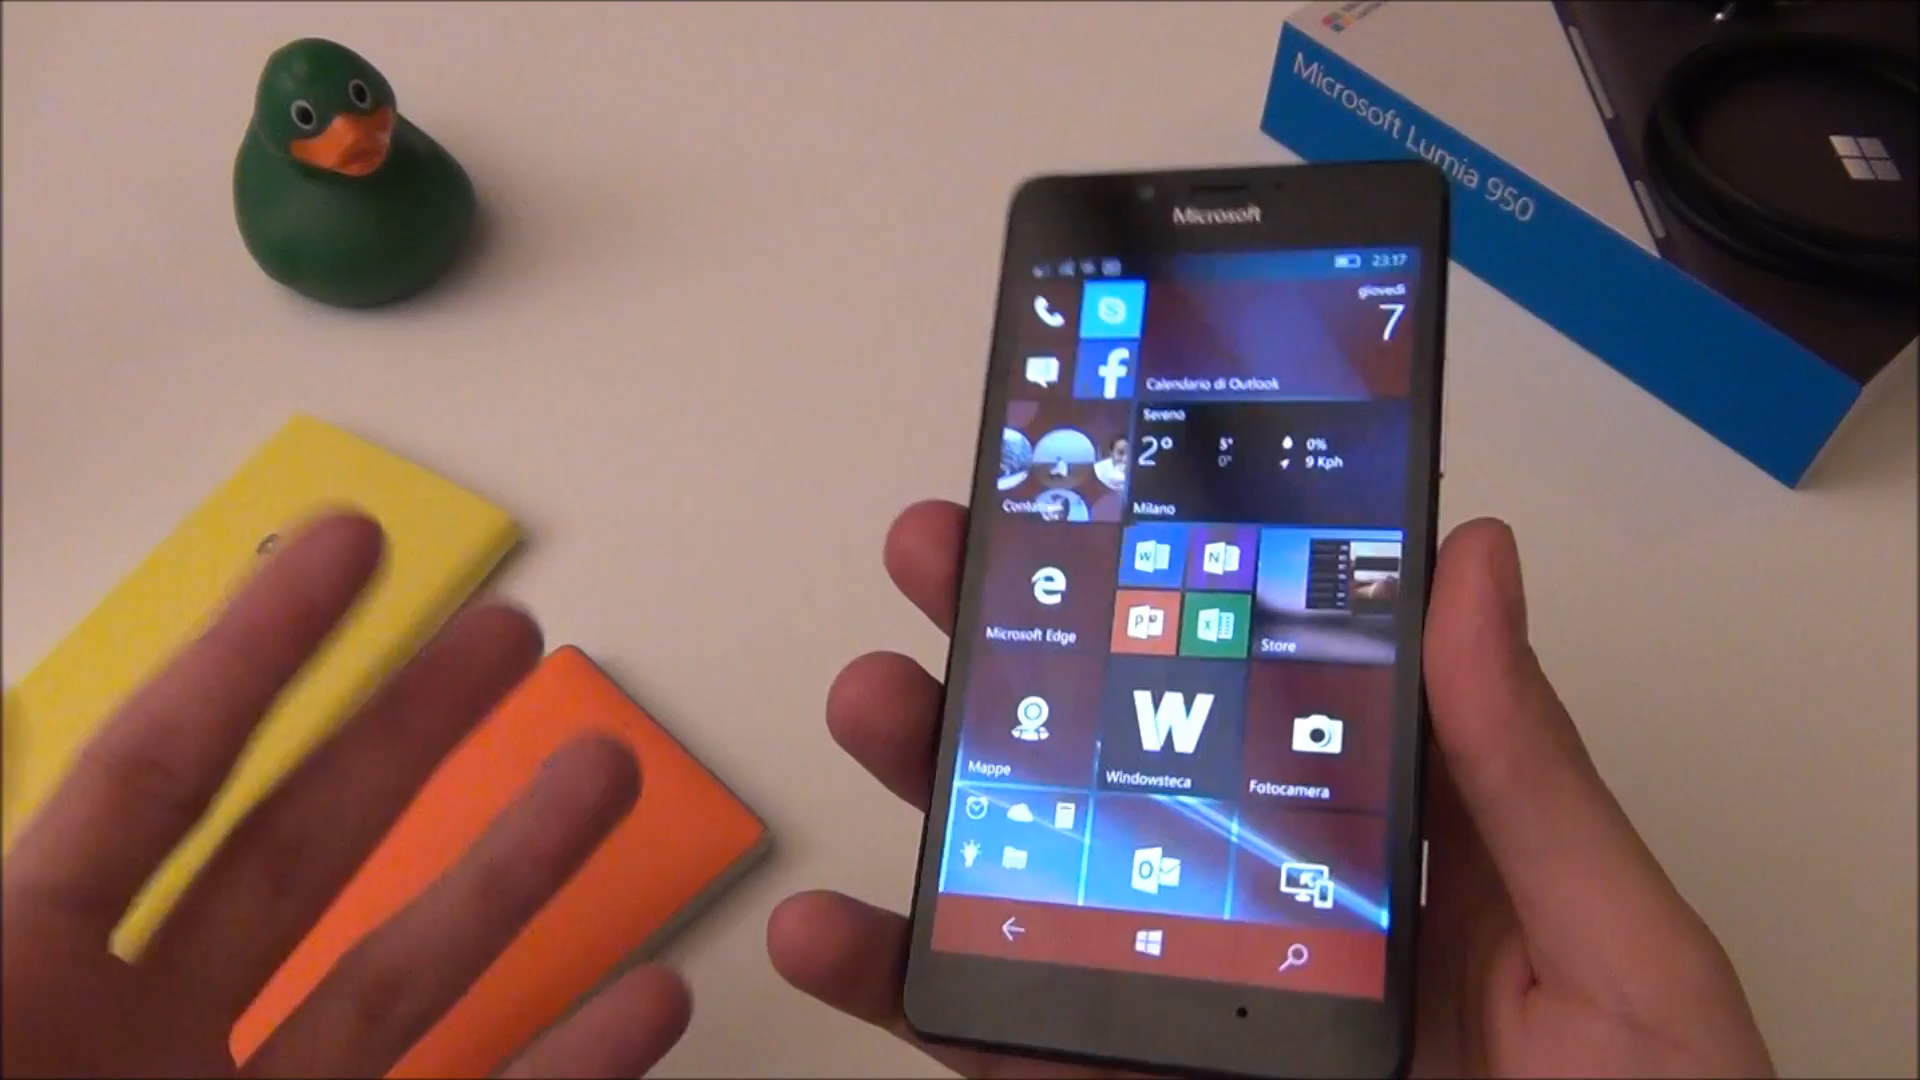 Microsoft Lumia 950
Microsoft
23:17
giovedì
7
Calendario di Outlook
Sereno
2°
5°
0°
0%
9 Kph
Milano
Microsoft Edge
Store
Mappe
W
Windowsteca
Fotocamera